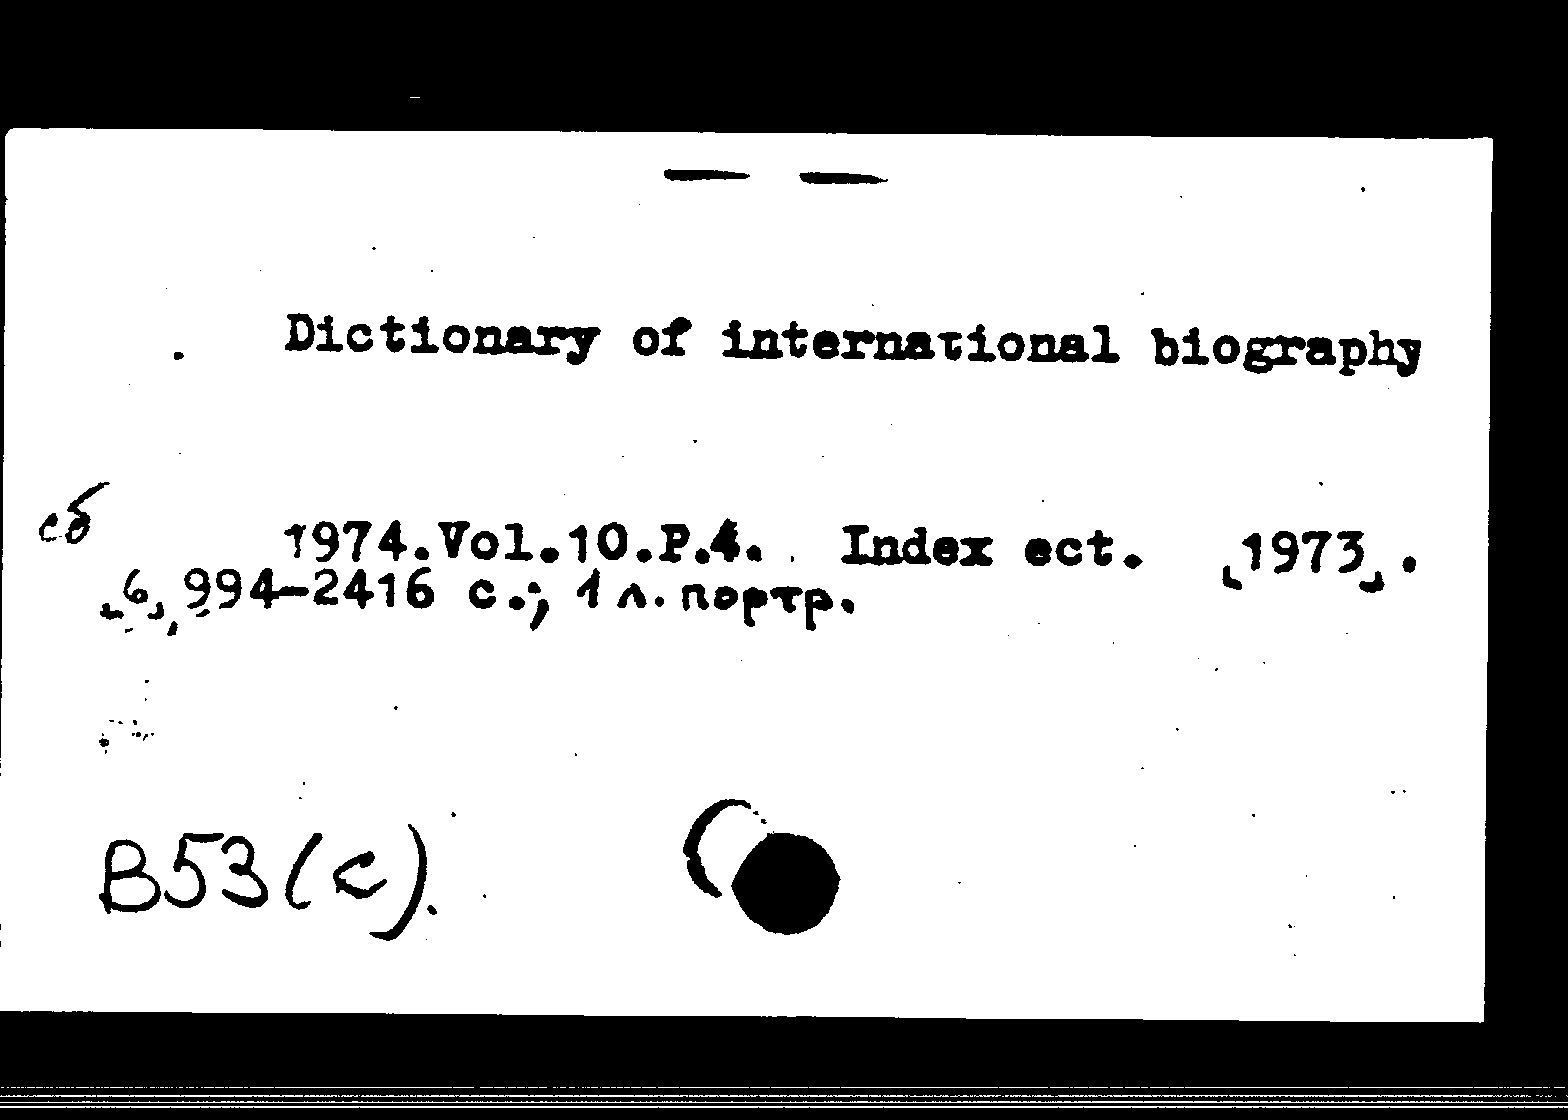 Dictionary of international biography
сб
1974.Vol.10.P.4. Index ect. [1973].
[6], 994-2416 с.; 1 л. портр.
B53(c).